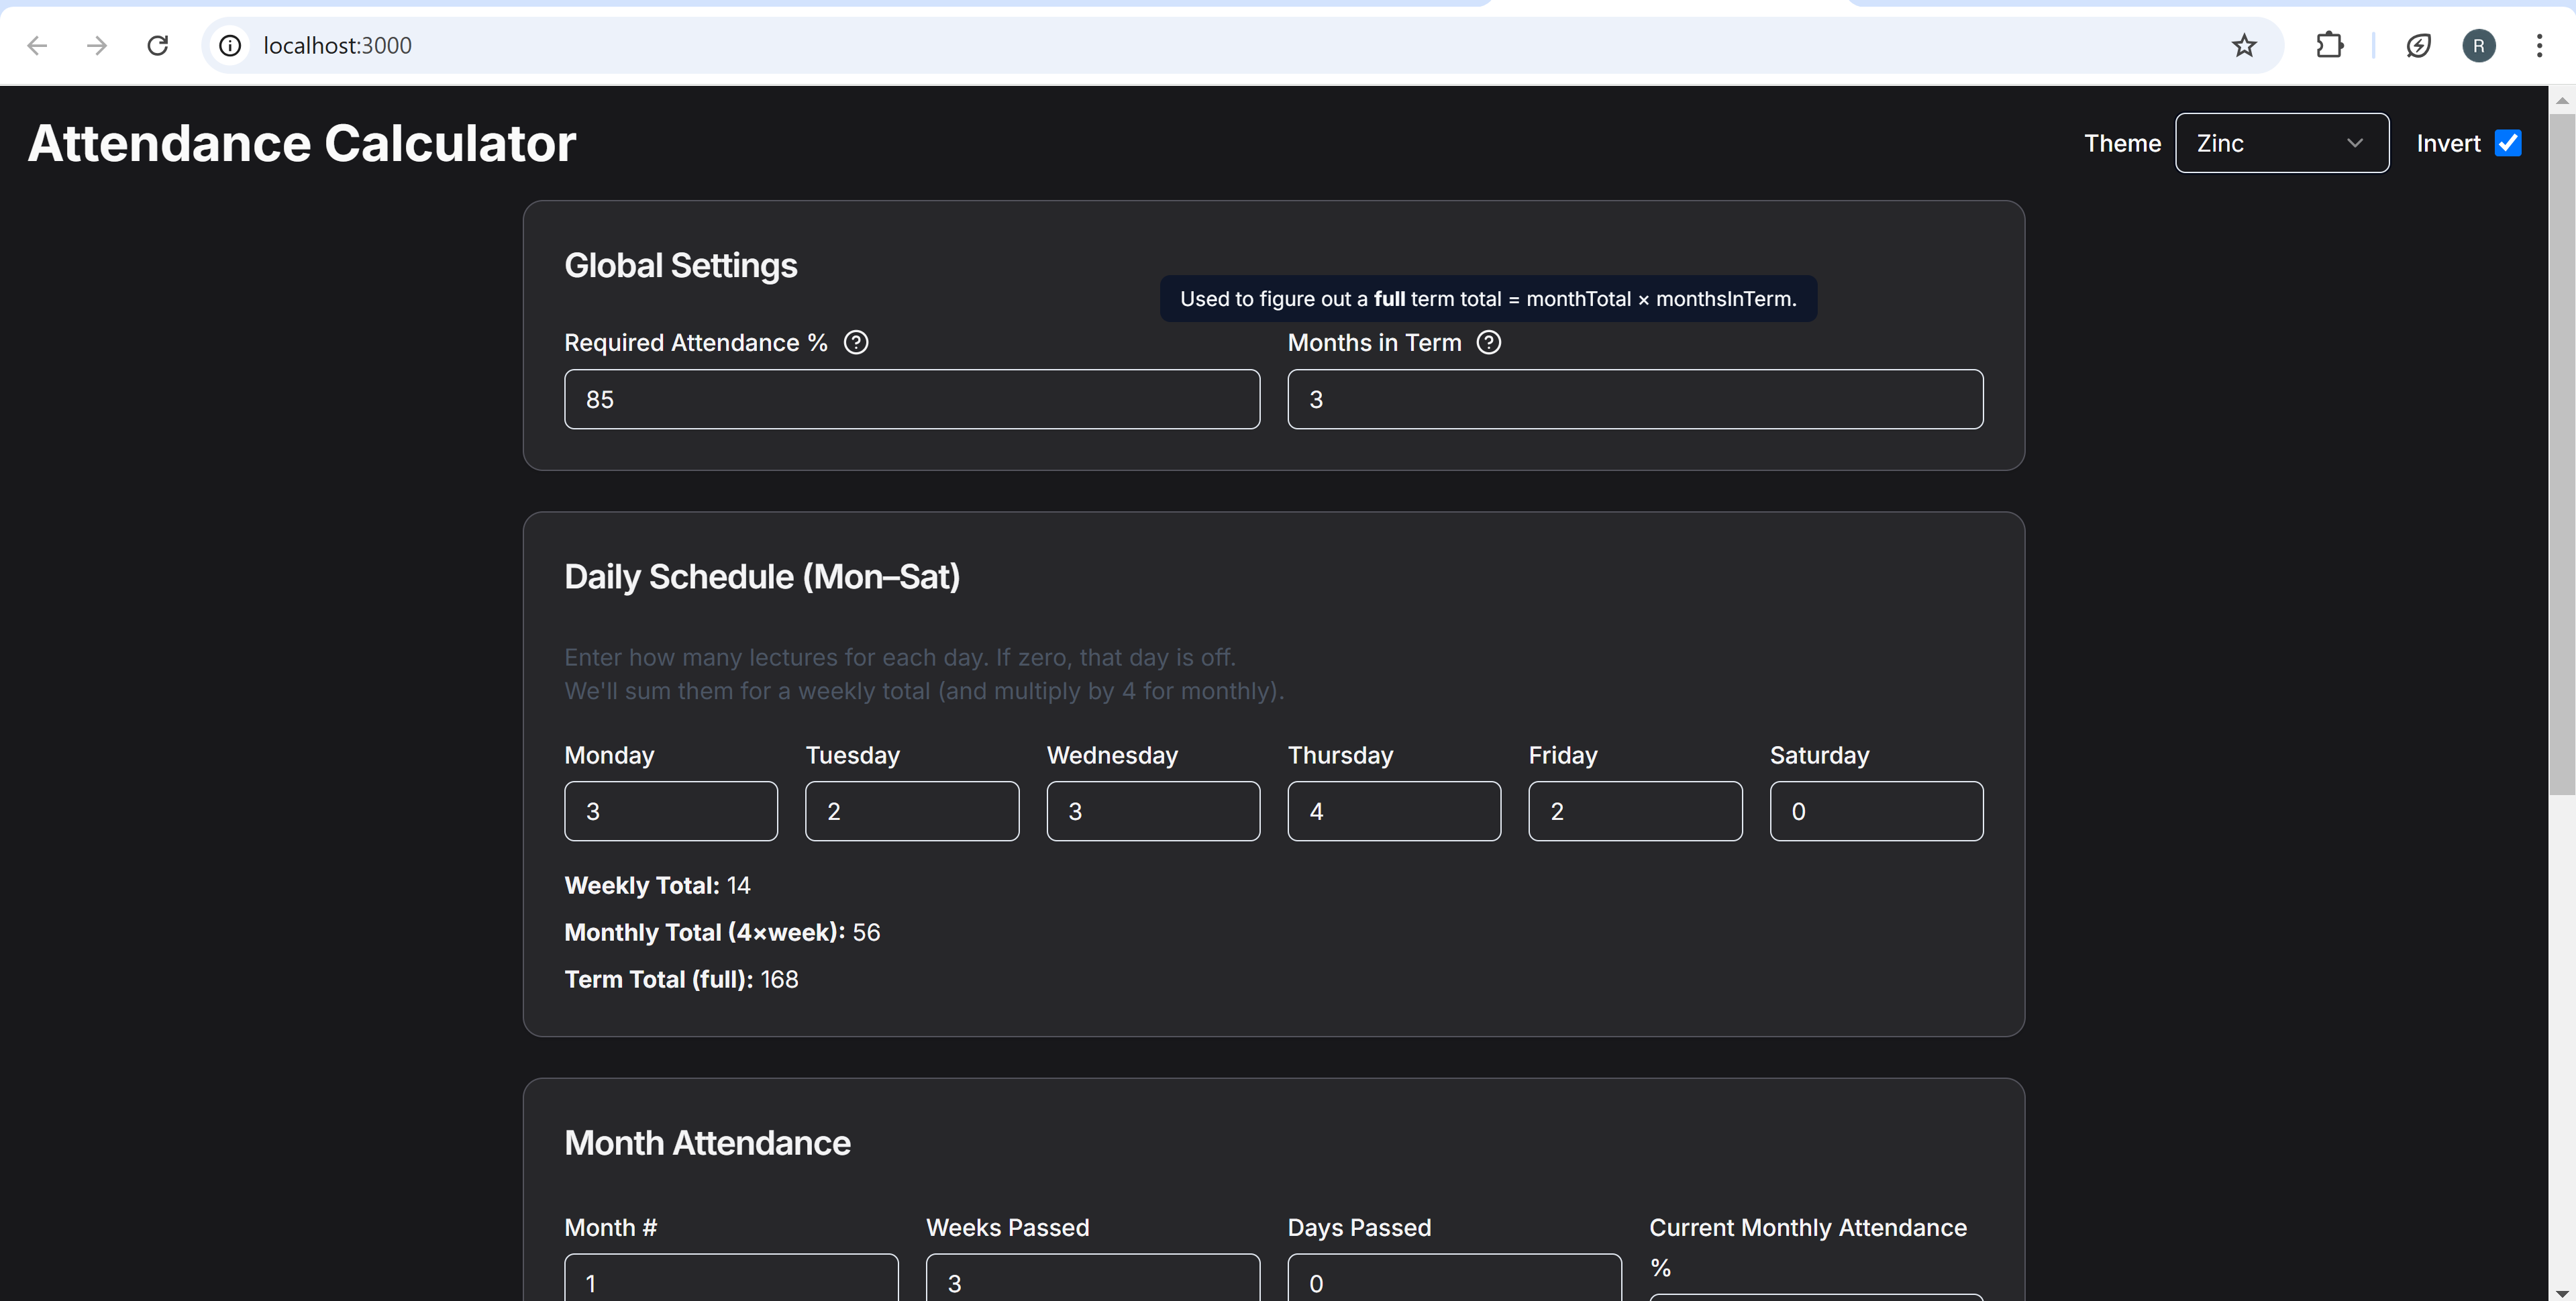 localhost:3000
R
Attendance Calculator
Theme
Zinc
Invert
Global Settings
Used to figure out a full term total = monthTotal × monthsInTerm.
Required Attendance %
?
Months in Term
?
85
3
Daily Schedule (Mon–Sat)
Enter how many lectures for each day. If zero, that day is off.
We'll sum them for a weekly total (and multiply by 4 for monthly).
Monday
Tuesday
Wednesday
Thursday
Friday
Saturday
3
2
3
4
2
0
Weekly Total: 14
Monthly Total (4×week): 56
Term Total (full): 168
Month Attendance
Month #
Weeks Passed
Days Passed
Current Monthly Attendance
%
1
3
0